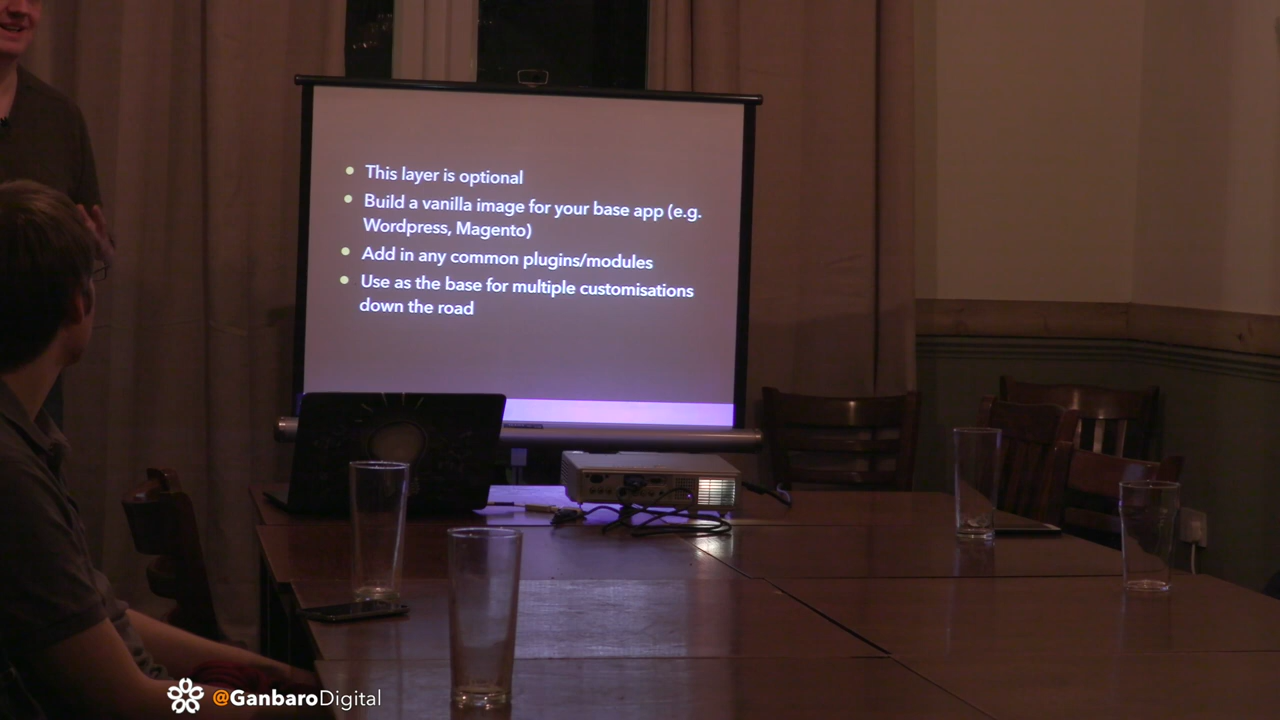 This layer is optional
Build a vanilla image for your base app (e.g.
Wordpress, Magento)
Add in any common plugins/modules
Use as the base for multiple customisations
down the road
@GanbaroDigital